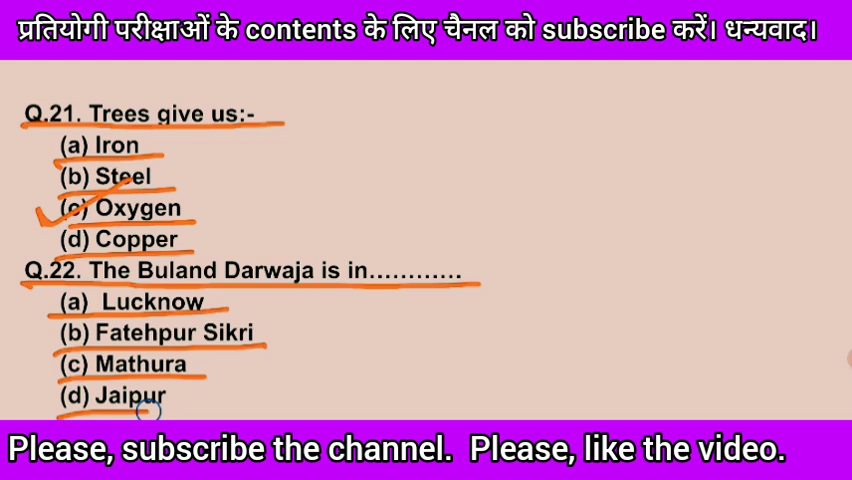 प्रतियोगी परीक्षाओं के contents के लिए चैनल को subscribe करें। धन्यवाद।
Q.21. Trees give us:-
(a) Iron
(b) Steel
(c) Oxygen
(d) Copper
Q.22. The Buland Darwaja is in............
(a) Lucknow
(b) Fatehpur Sikri
(c) Mathura
(d) Jaipur
Please, subscribe the channel. Please, like the video.